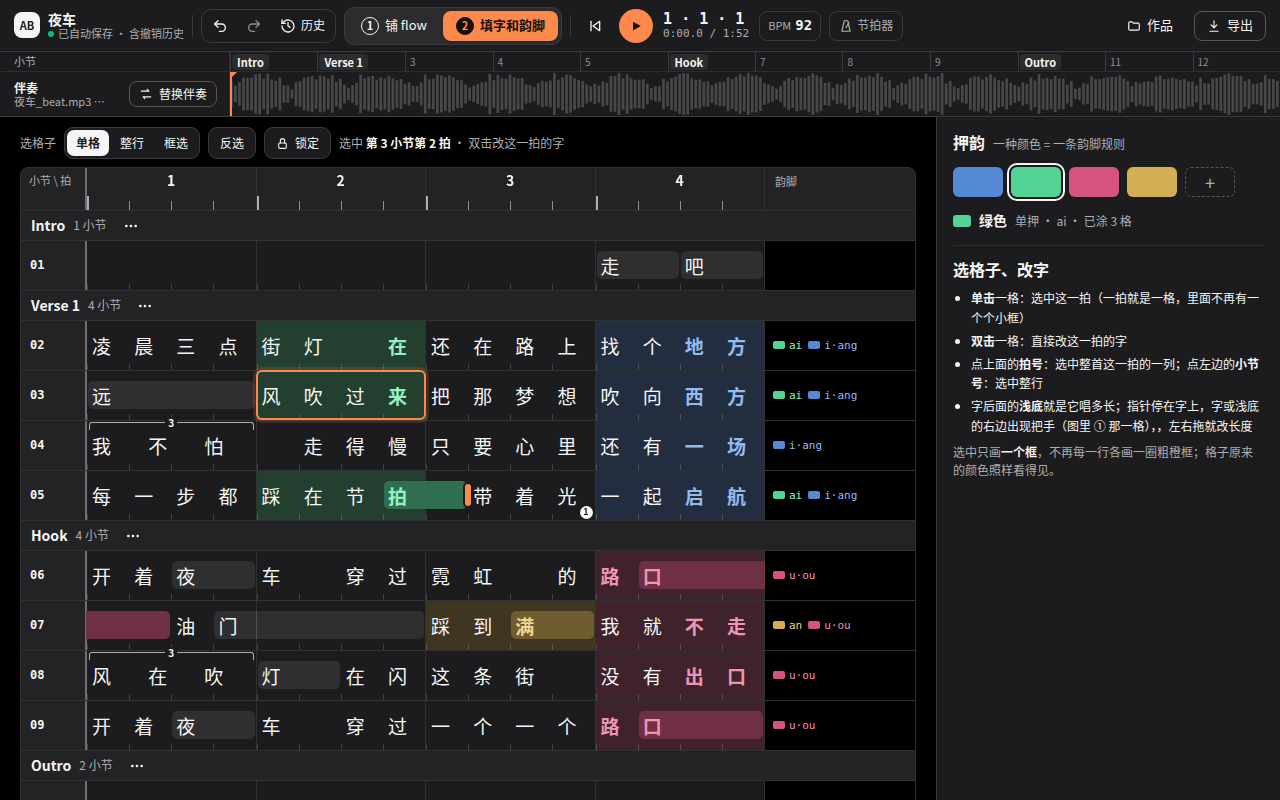 AB 夜车
已自动保存 · 含撤销历史
历史
1 铺 flow
2 填字和韵脚
1 · 1 · 1
0:00.0 / 1:52
BPM 92
节拍器
作品
导出
小节 Intro Verse 1 3 4 5 Hook 7 8 9 Outro 11 12
伴奏
夜车_beat.mp3 ···
替换伴奏
选格子 单格 整行 框选 反选 锁定 选中 第 3 小节第 2 拍 · 双击改这一拍的字
小节 \ 拍 1 2 3 4 韵脚
Intro 1 小节 ···
01 走 吧
Verse 1 4 小节 ···
02 凌 晨 三 点 街 灯 在 还 在 路 上 找 个 地 方 ai i·ang
03 远 风 吹 过 来 把 那 梦 想 吹 向 西 方 ai i·ang
3
04 我 不 怕 走 得 慢 只 要 心 里 还 有 一 场 i·ang
05 每 一 步 都 踩 在 节 拍 带 着 光 一 起 启 航 ai i·ang
1
Hook 4 小节 ···
06 开 着 夜 车 穿 过 霓 虹 的 路 口 u·ou
07 油 门 踩 到 满 我 就 不 走 an u·ou
3
08 风 在 吹 灯 在 闪 这 条 街 没 有 出 口 u·ou
09 开 着 夜 车 穿 过 一 个 一 个 路 口 u·ou
Outro 2 小节 ···
押韵 一种颜色 = 一条韵脚规则
+
绿色 单押 · ai · 已涂 3 格
选格子、改字
单击一格：选中这一拍（一拍就是一格，里面不再有一
个个小框）
双击一格：直接改这一拍的字
点上面的拍号：选中整首这一拍的一列；点左边的小节
号：选中整行
字后面的浅底就是它唱多长；指针停在字上，字或浅底
的右边出现把手（图里 ① 那一格），，左右拖就改长度
选中只画一个框，不再每一行各画一圈粗橙框；格子原来
的颜色照样看得见。